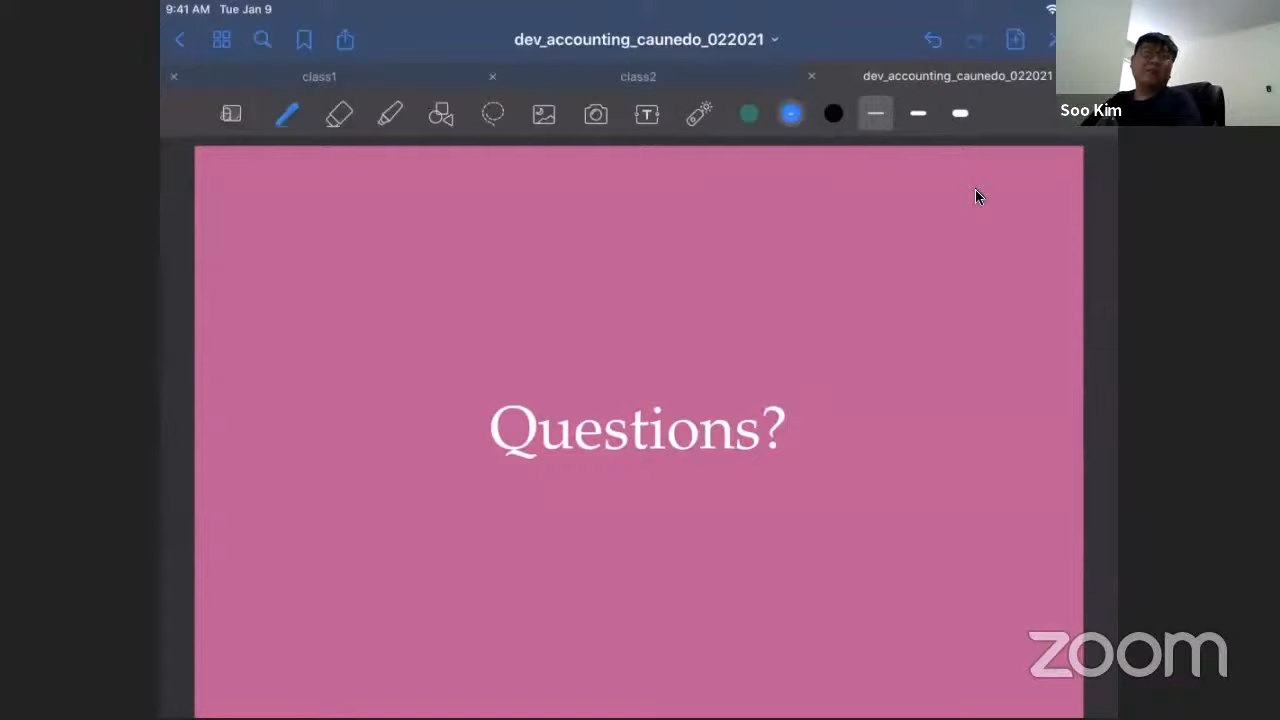 9:41 AM Tue Jan 9
dev_accounting_caunedo_022021
class1
class2
dev_accounting_caunedo_022021
T
Soo Kim
Questions?
zoom